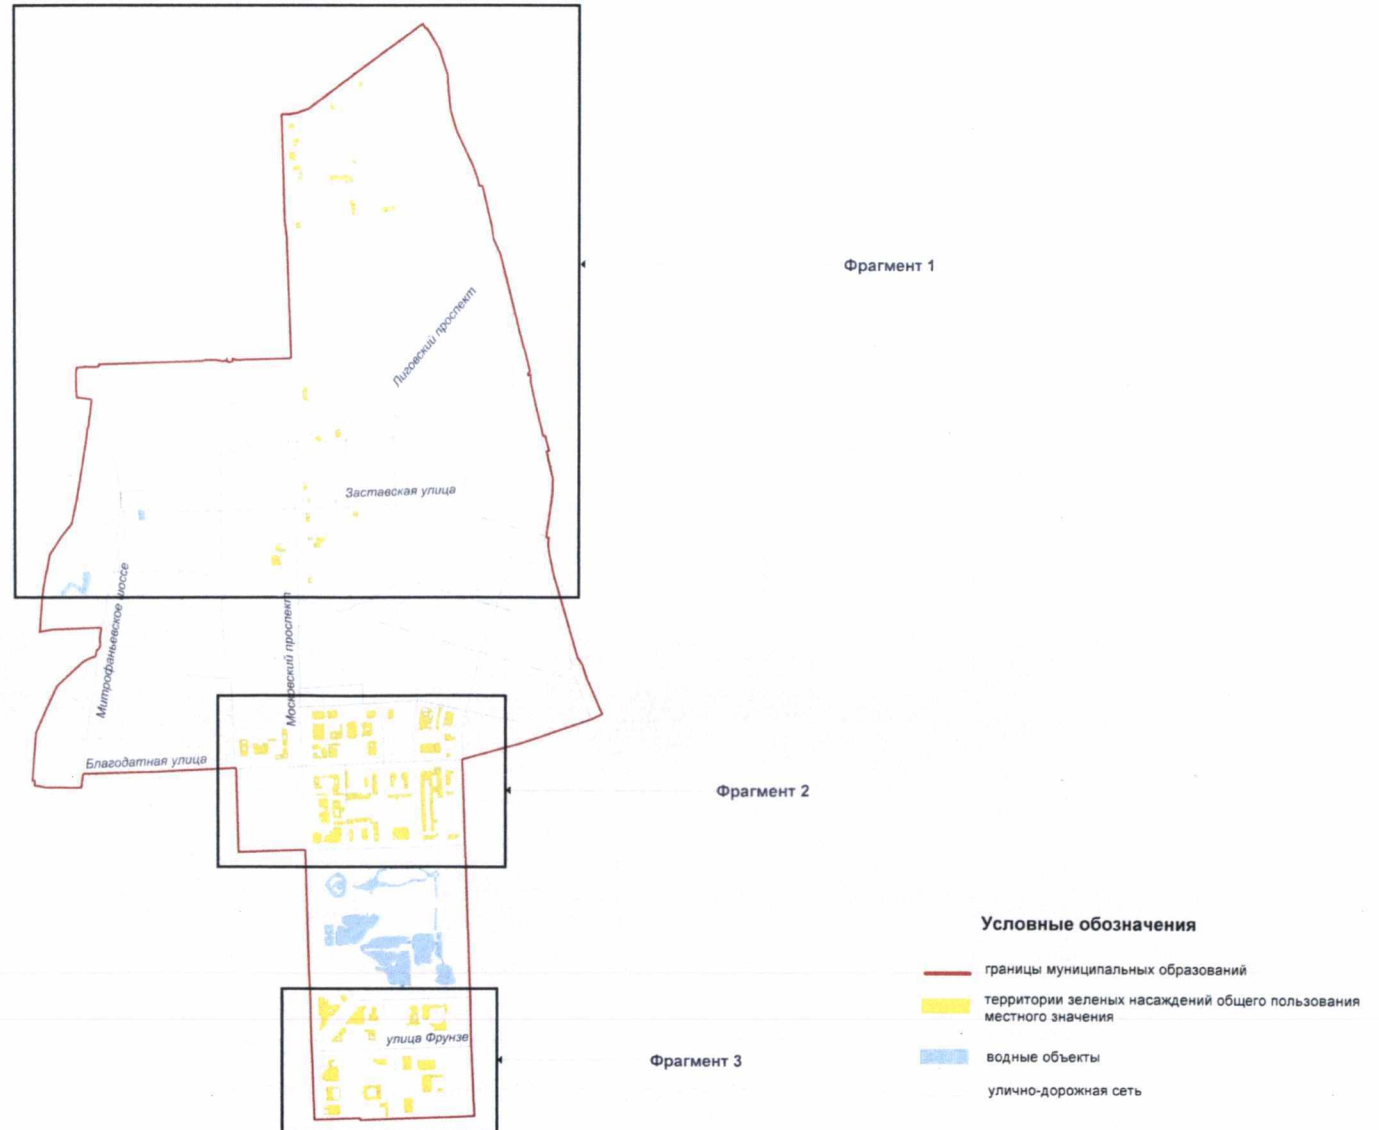 Фрагмент 1
Лиговский проспект
Заставская улица
Митрофаньевское шоссе
Московский проспект
Благодатная улица
Фрагмент 2
Условные обозначения
границы муниципальных образований
территории зеленых насаждений общего пользования
местного значения
улица Фрунзе
водные объекты
Фрагмент 3
улично-дорожная сеть